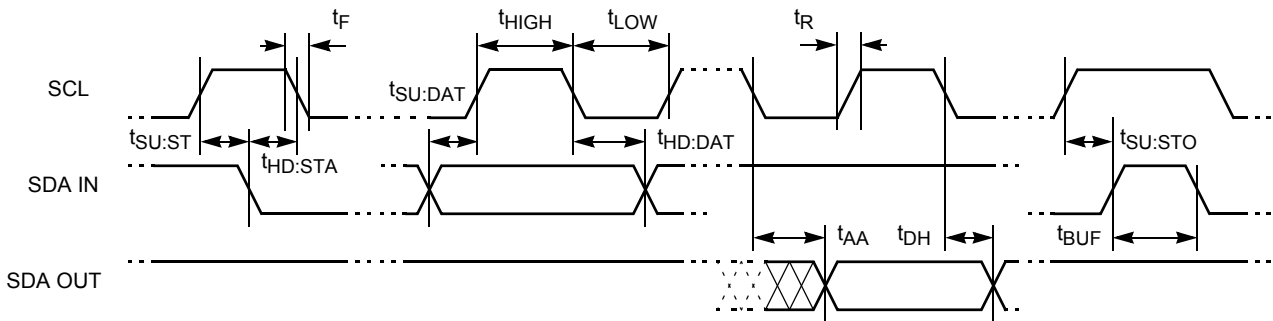 tF
tHIGH
tLOW
tR
SCL
tSU:DAT
tSU:ST
tHD:STA
tHD:DAT
tSU:STO
SDA IN
tAA
tDH
tBUF
SDA OUT